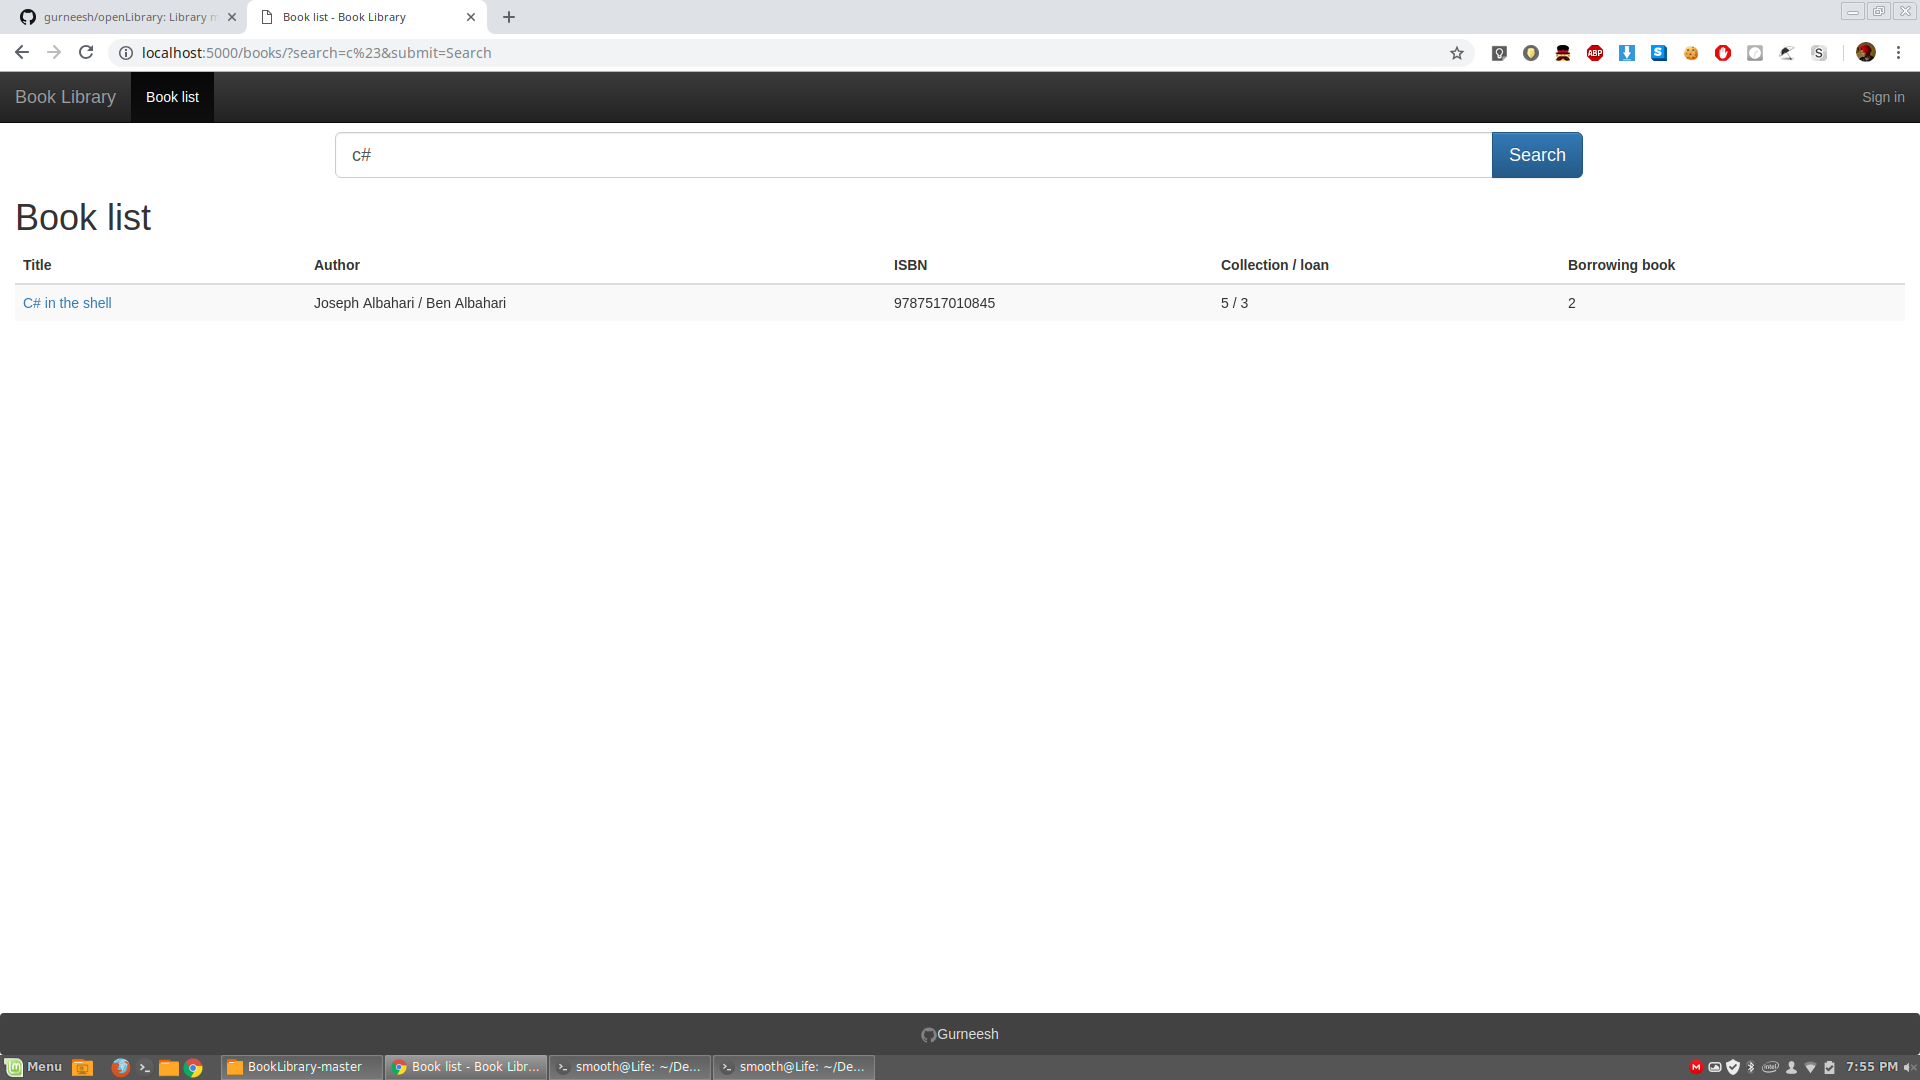 gurneesh/openLibrary: Library m
Book list - Book Library
localhost:5000/books/?search=c%23&submit=Search
ABP
S
S
Book Library
Book list
Sign in
c#
Search
Book list
Title Author ISBN Collection / loan Borrowing book
C# in the shell Joseph Albahari / Ben Albahari 9787517010845 5 / 3 2
Gurneesh
Menu
BookLibrary-master
Book list - Book Libr...
smooth@Life: ~/De...
smooth@Life: ~/De...
M
intel
7:55 PM